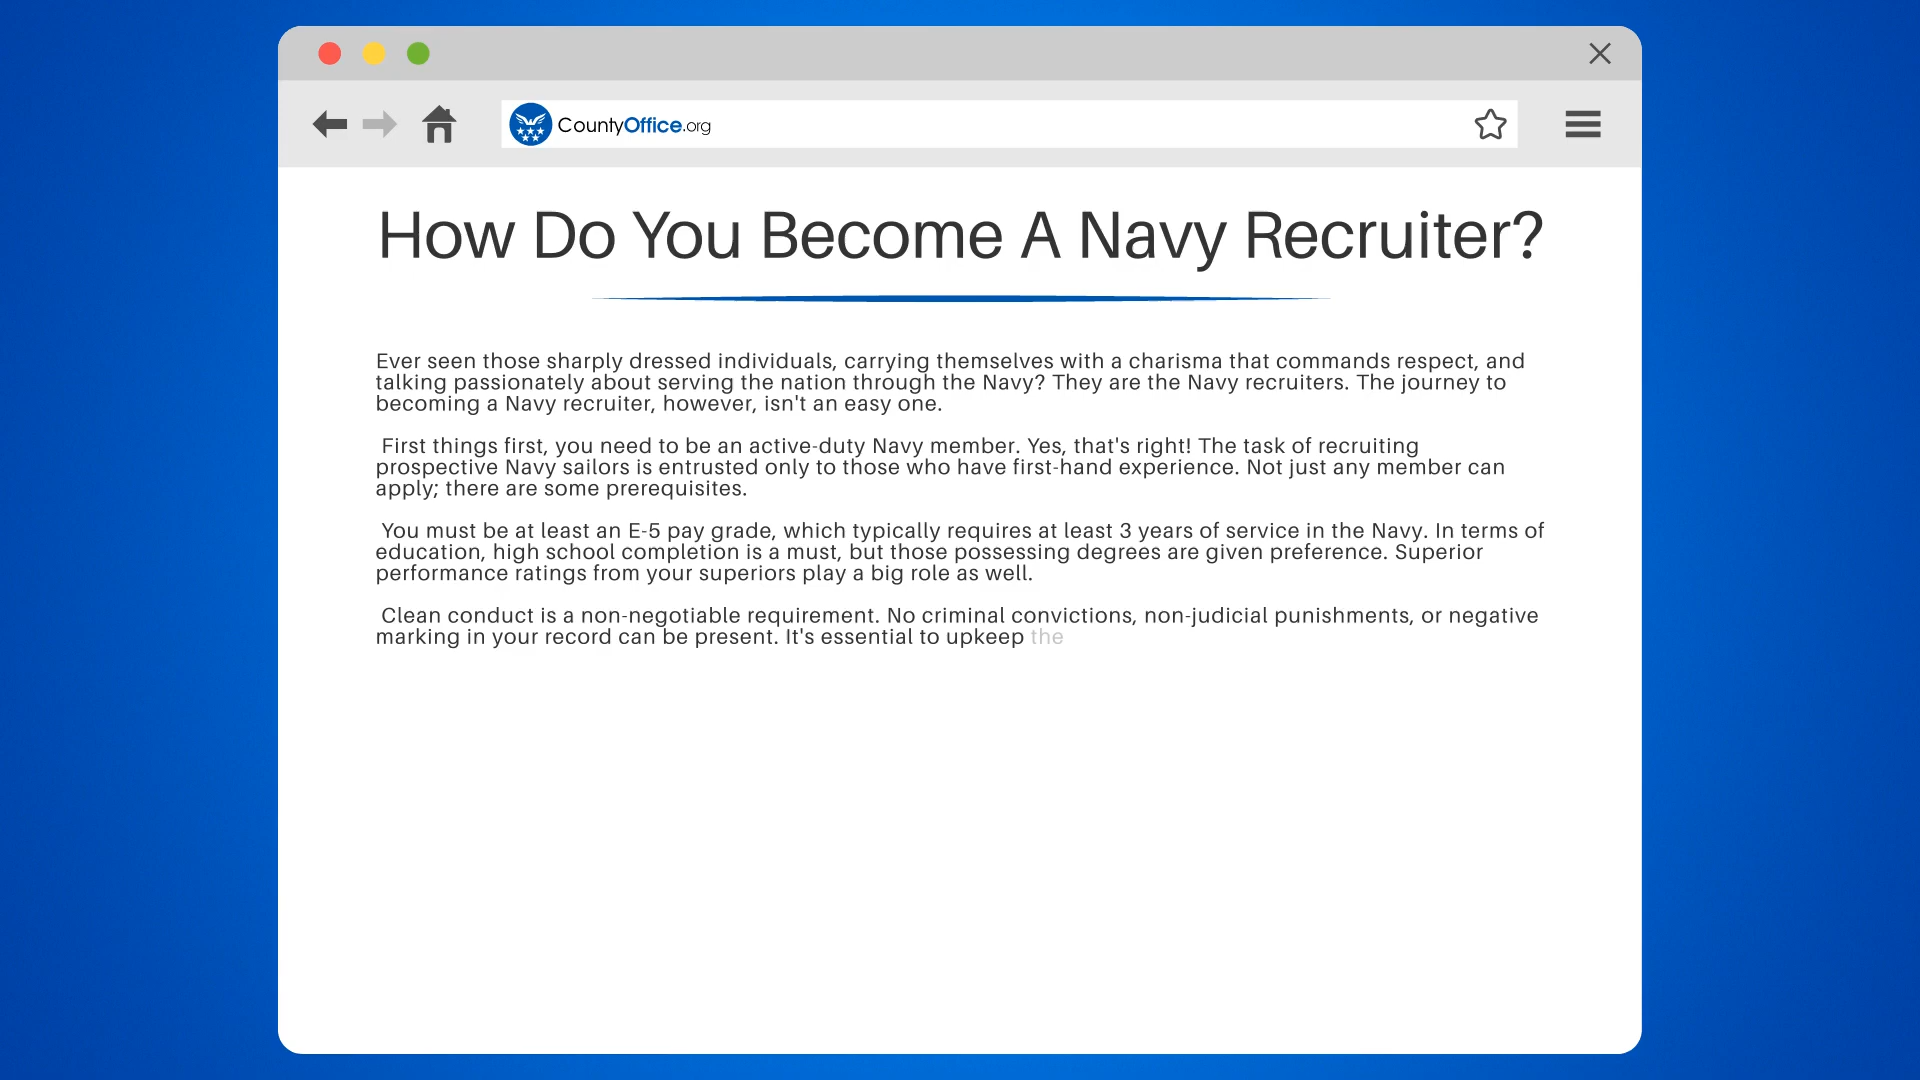 CountyOffice.org
How Do You Become A Navy Recruiter?
Ever seen those sharply dressed individuals, carrying themselves with a charisma that commands respect, and
talking passionately about serving the nation through the Navy? They are the Navy recruiters. The journey to
becoming a Navy recruiter, however, isn't an easy one.
First things first, you need to be an active-duty Navy member. Yes, that's right! The task of recruiting
prospective Navy sailors is entrusted only to those who have first-hand experience. Not just any member can
apply; there are some prerequisites.
You must be at least an E-5 pay grade, which typically requires at least 3 years of service in the Navy. In terms of
education, high school completion is a must, but those possessing degrees are given preference. Superior
performance ratings from your superiors play a big role as well.
Clean conduct is a non-negotiable requirement. No criminal convictions, non-judicial punishments, or negative
marking in your record can be present. It's essential to upkeep the